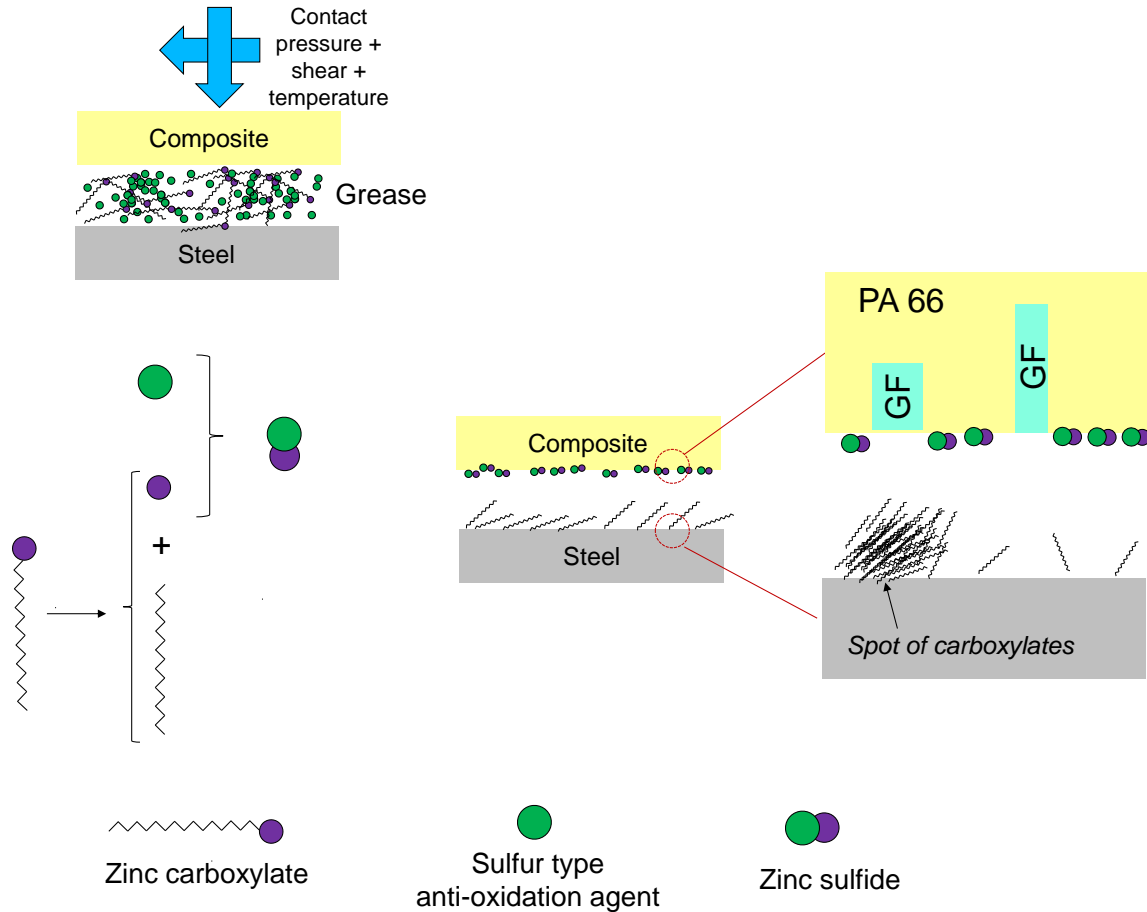 Contact
pressure +
shear +
temperature
Composite
Grease
Steel
PA 66
GF
GF
Composite
Steel
+
Spot of carboxylates
Zinc carboxylate
Sulfur type
anti-oxidation agent
Zinc sulfide